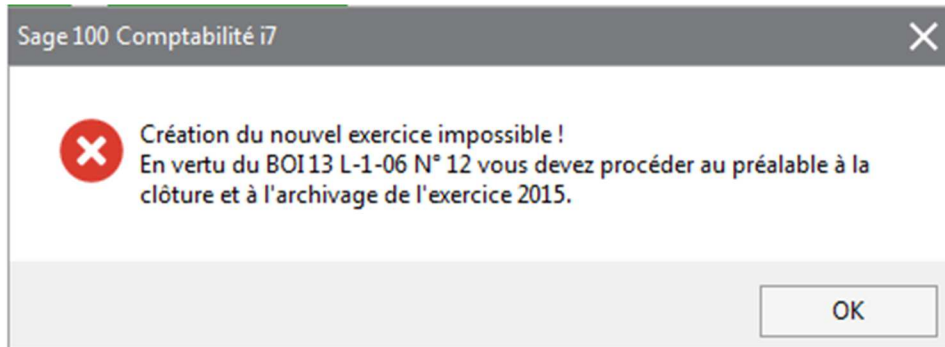 Sage 100 Comptabilité i7
Création du nouvel exercice impossible !
En vertu du BOI 13 L-1-06 N° 12 vous devez procéder au préalable à la
clôture et à l'archivage de l'exercice 2015.
OK